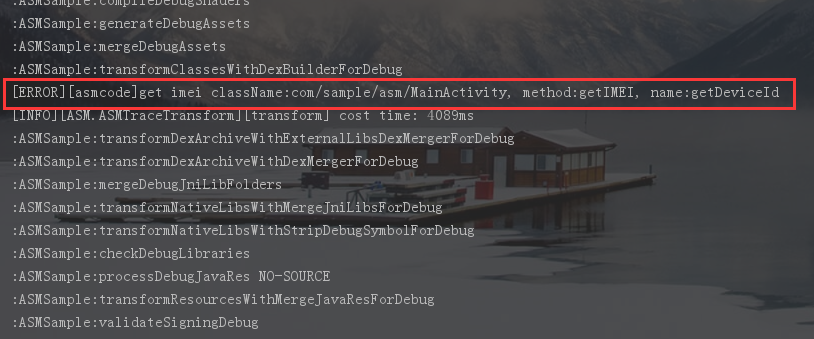 :ASMSample:compileDebugShaders
:ASMSample:generateDebugAssets
:ASMSample:mergeDebugAssets
:ASMSample:transformClassesWithDexBuilderForDebug
[ERROR][asmcode]get imei className:com/sample/asm/MainActivity, method:getIMEI, name:getDeviceId
[INFO][ASM.ASMTraceTransform][transform] cost time: 4089ms
:ASMSample:transformDexArchiveWithExternalLibsDexMergerForDebug
:ASMSample:transformDexArchiveWithDexMergerForDebug
:ASMSample:mergeDebugJniLibFolders
:ASMSample:transformNativeLibsWithMergeJniLibsForDebug
:ASMSample:transformNativeLibsWithStripDebugSymbolForDebug
:ASMSample:checkDebugLibraries
:ASMSample:processDebugJavaRes NO-SOURCE
:ASMSample:transformResourcesWithMergeJavaResForDebug
:ASMSample:validateSigningDebug